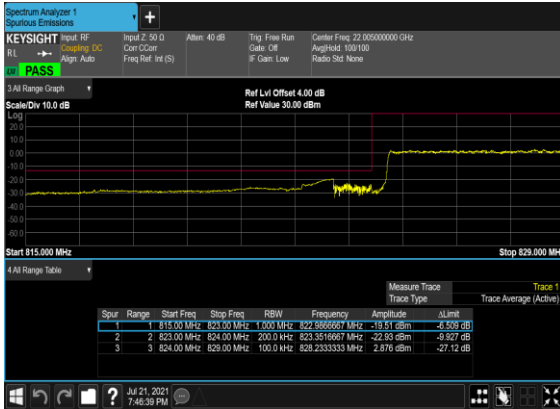 Spectrum Analyzer 1
Spurious Emissions
+
KEYSIGHT Input: RF Input Z: 50 Ω Atten: 40 dB Trig: Free Run Center Freq: 22.005000000 GHz
RL Coupling: DC Corr CCorr Gate: Off Avg|Hold: 100/100
Align: Auto Freq Ref: Int (S) IF Gain: Low Radio Std: None
PASS
3 All Range Graph
Ref Lvl Offset 4.00 dB
Scale/Div 10.0 dB Ref Value 30.00 dBm
Log
20.0
10.0
0.00
-10.0
-20.0
-30.0
-40.0
-50.0
-60.0
Start 815.000 MHz Stop 829.000 MH
4 All Range Table
Measure Trace Trace 1
Trace Type Trace Average (Active)
Spur Range Start Freq Stop Freq RBW Frequency Amplitude ΔLimit
1 1 815.00 MHz 823.00 MHz 1.000 MHz 822.9866667 MHz -19.51 dBm -6.509 dB
2 2 823.00 MHz 824.00 MHz 200.0 kHz 823.3516667 MHz -22.93 dBm -9.927 dB
3 3 824.00 MHz 829.00 MHz 100.0 kHz 828.2333333 MHz 2.876 dBm -27.12 dB
?
Jul 21, 2021
7:46:39 PM